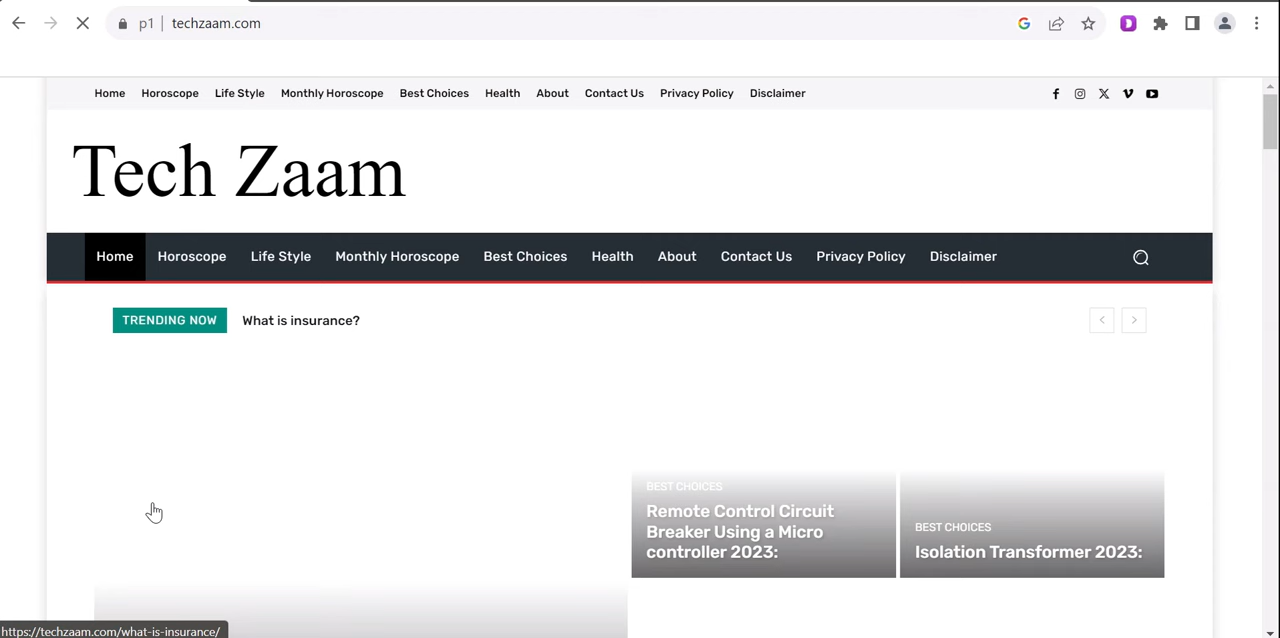 p1 | techzaam.com
Home Horoscope Life Style Monthly Horoscope Best Choices Health About Contact Us Privacy Policy Disclaimer
Tech Zaam
Home Horoscope Life Style Monthly Horoscope Best Choices Health About Contact Us Privacy Policy Disclaimer
TRENDING NOW What is insurance?
BEST CHOICES
Remote Control Circuit
Breaker Using a Micro
controller 2023:
BEST CHOICES
Isolation Transformer 2023:
https://techzaam.com/what-is-insurance/